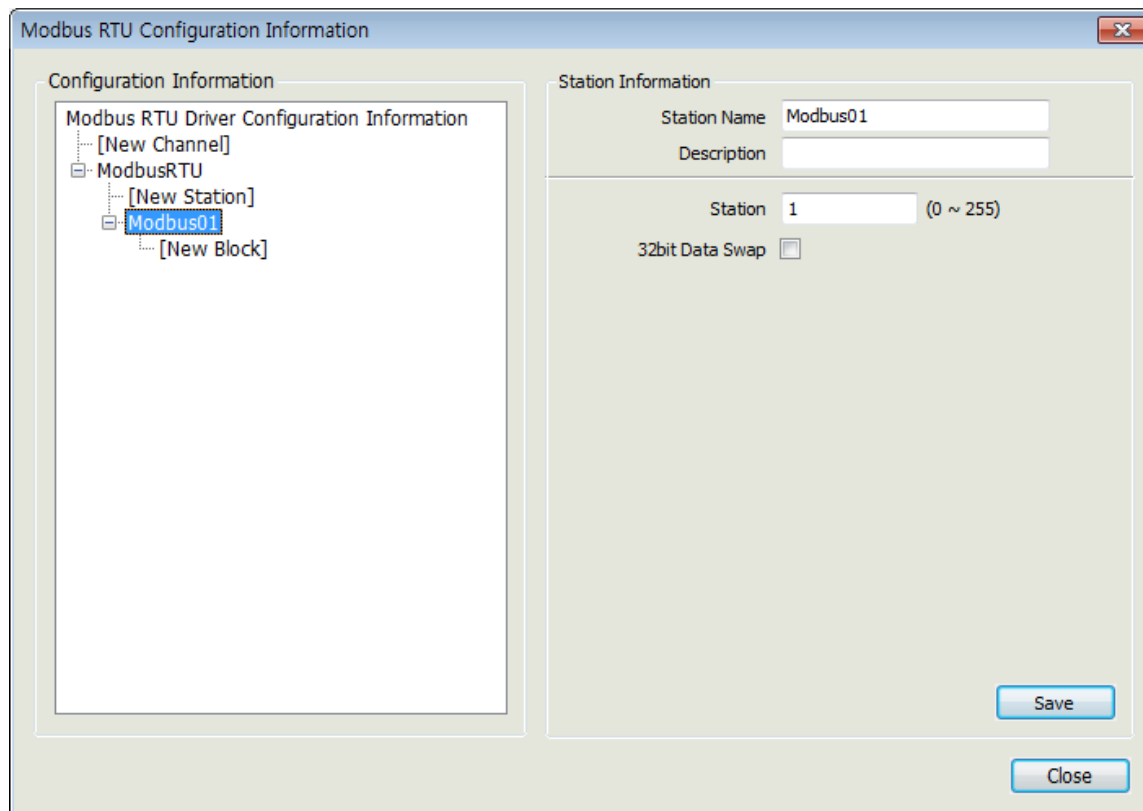 Modbus RTU Configuration Information
Configuration Information
Modbus RTU Driver Configuration Information
[New Channel]
ModbusRTU
[New Station]
Modbus01
[New Block]
Station Information
Station Name Modbus01
Description
Station 1 (0 ~ 255)
32bit Data Swap
Save
Close